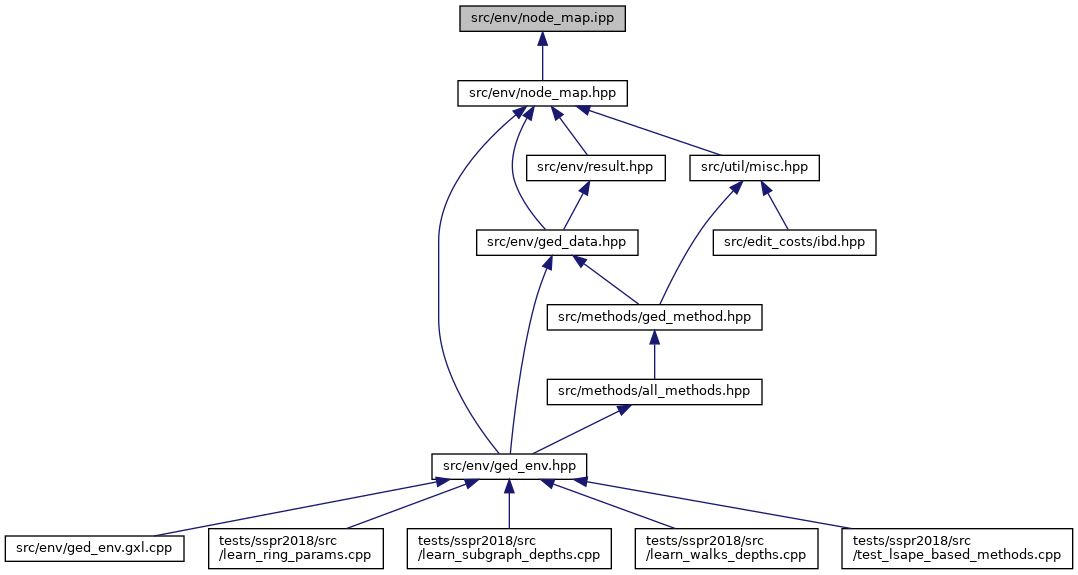 src/env/node_map.ipp
src/env/node_map.hpp
src/env/result.hpp
src/util/misc.hpp
src/env/ged_data.hpp
src/edit_costs/ibd.hpp
src/methods/ged_method.hpp
src/methods/all_methods.hpp
src/env/ged_env.hpp
src/env/ged_env.gxl.cpp
tests/sspr2018/src
/learn_ring_params.cpp
tests/sspr2018/src
/learn_subgraph_depths.cpp
tests/sspr2018/src
/learn_walks_depths.cpp
tests/sspr2018/src
/test_lsape_based_methods.cpp